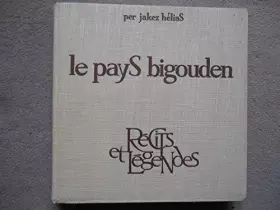 per jakez héliaS
le payS bigouden
RéCiTS
et LéGeNDes